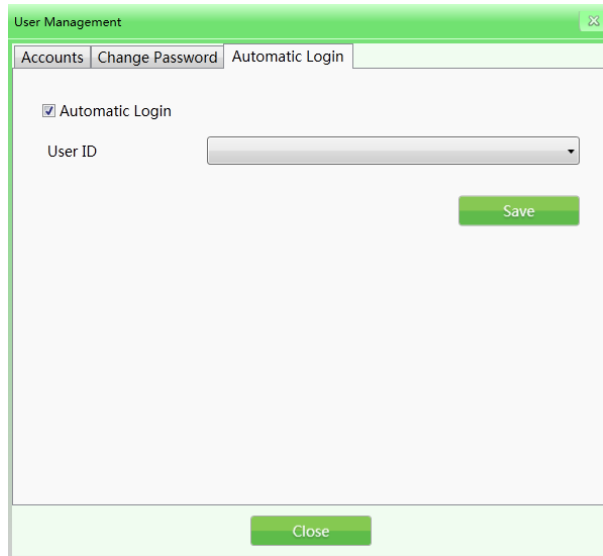 User Management
Accounts Change Password Automatic Login
Automatic Login
User ID
Save
Close